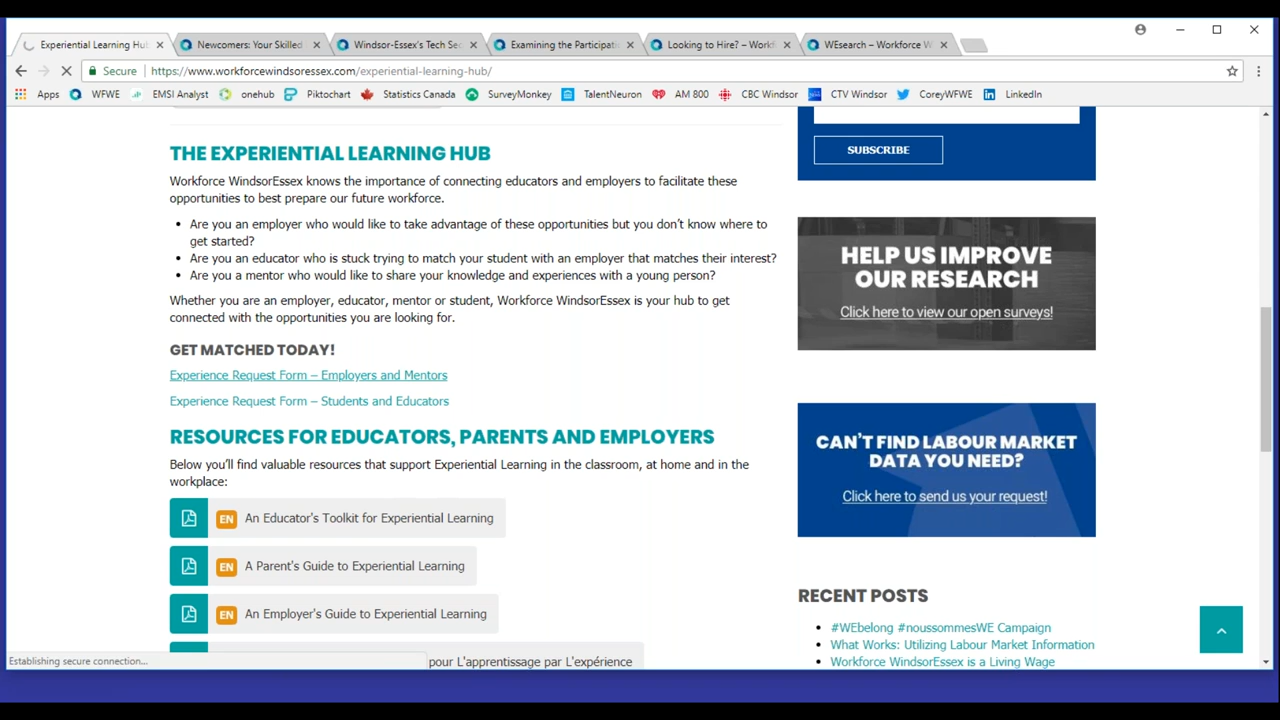 Experiential Learning Hub
Newcomers: Your Skilled
Windsor-Essex's Tech Sec
Examining the Participati
Looking to Hire? – Workf
WEsearch – Workforce W
Secure
https://www.workforcewindsoressex.com/experiential-learning-hub/
Apps
WFWE
EMSI Analyst
onehub
Piktochart
Statistics Canada
SurveyMonkey
TalentNeuron
AM 800
CBC Windsor
CTV Windsor
CoreyWFWE
LinkedIn
THE EXPERIENTIAL LEARNING HUB
Workforce WindsorEssex knows the importance of connecting educators and employers to facilitate these
opportunities to best prepare our future workforce.
Are you an employer who would like to take advantage of these opportunities but you don't know where to
get started?
Are you an educator who is stuck trying to match your student with an employer that matches their interest?
Are you a mentor who would like to share your knowledge and experiences with a young person?
Whether you are an employer, educator, mentor or student, Workforce WindsorEssex is your hub to get
connected with the opportunities you are looking for.
GET MATCHED TODAY!
Experience Request Form – Employers and Mentors
Experience Request Form – Students and Educators
RESOURCES FOR EDUCATORS, PARENTS AND EMPLOYERS
Below you'll find valuable resources that support Experiential Learning in the classroom, at home and in the
workplace:
EN An Educator's Toolkit for Experiential Learning
EN A Parent's Guide to Experiential Learning
EN An Employer's Guide to Experiential Learning
pour L'apprentissage par L'expérience
Establishing secure connection...
SUBSCRIBE
HELP US IMPROVE
OUR RESEARCH
Click here to view our open surveys!
CAN'T FIND LABOUR MARKET
DATA YOU NEED?
Click here to send us your request!
RECENT POSTS
#WEbelong #noussommesWE Campaign
What Works: Utilizing Labour Market Information
Workforce WindsorEssex is a Living Wage